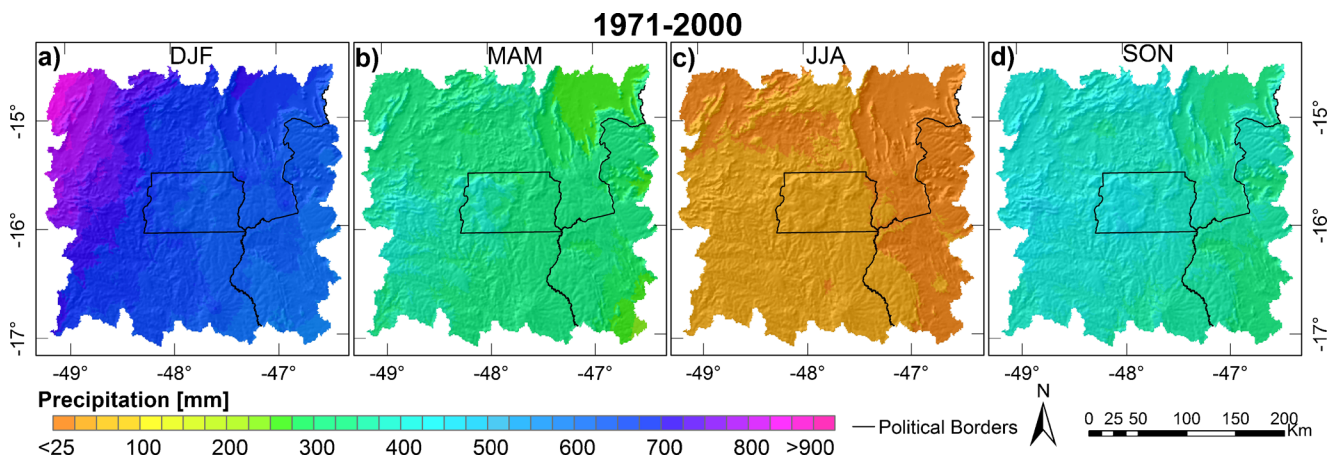 1971-2000
a) DJF b) MAM c) JJA d) SON
-15° -15°
-16° -16°
-17° -17°
-49° -48° -47° -49° -48° -47° -49° -48° -47° -49° -48° -47°
Precipitation [mm]
<25 100 200 300 400 500 600 700 800 >900
Political Borders
N
0 25 50 100 150 200
Km